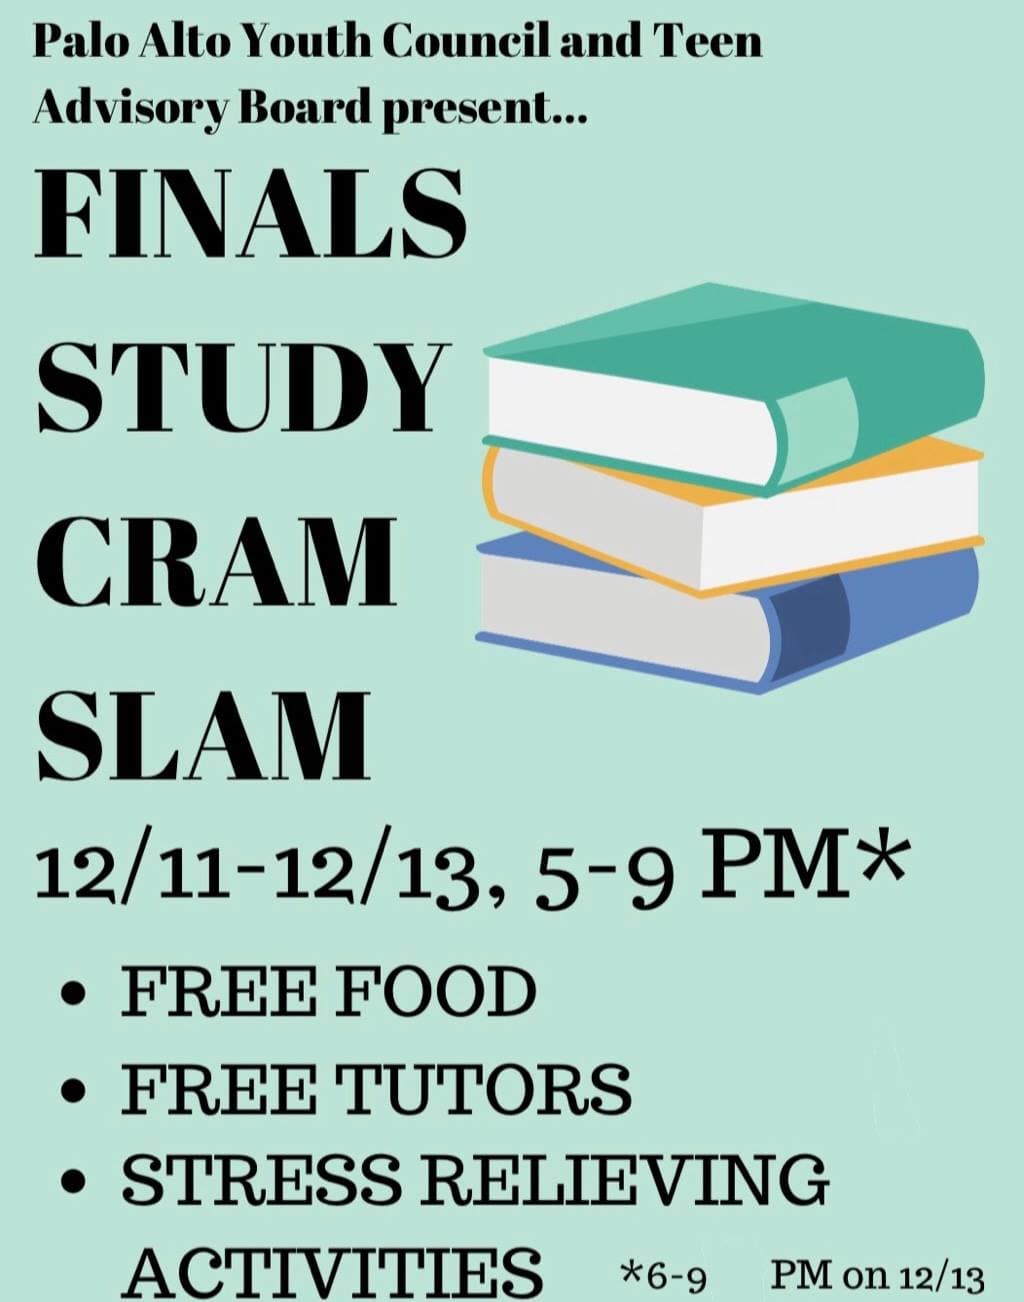 Palo Alto Youth Council and Teen
Advisory Board present...
FINALS
STUDY
CRAM
SLAM
12/11-12/13, 5-9 PM*
• FREE FOOD
• FREE TUTORS
• STRESS RELIEVING
ACTIVITIES *6-9 PM on 12/13